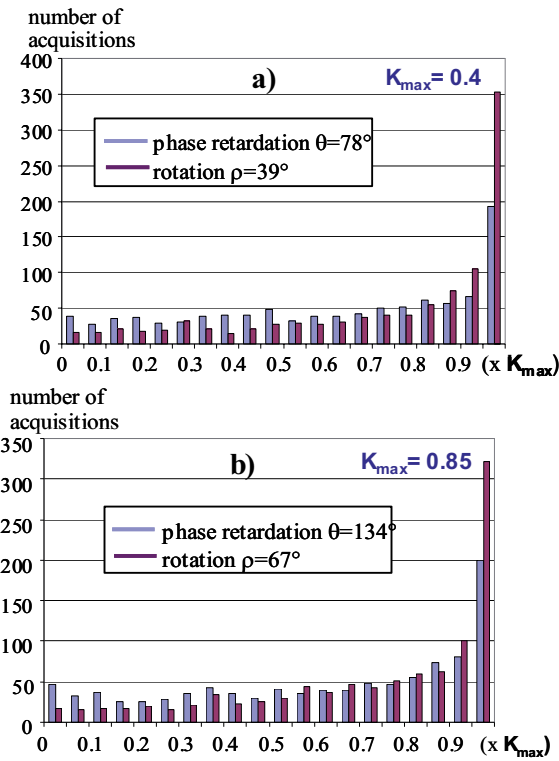 number of
acquisitions
400
350
300
250
200
150
100
50
0
a)
Kmax= 0.4
phase retardation θ=78°
rotation ρ=39°
0 0.1 0.2 0.3 0.4 0.5 0.6 0.7 0.8 0.9 (x Kmax)
number of
acquisitions
350
300
250
200
150
100
50
0
b)
Kmax= 0.85
phase retardation θ=134°
rotation ρ=67°
0 0.1 0.2 0.3 0.4 0.5 0.6 0.7 0.8 0.9 (x Kmax)